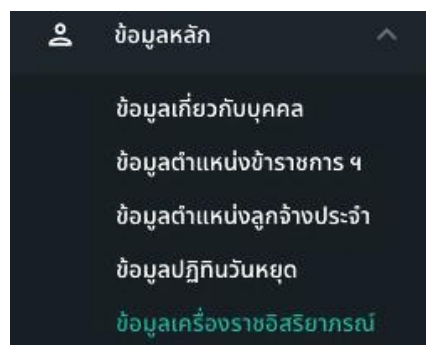 ข้อมูลหลัก
ข้อมูลเกี่ยวกับบุคคล
ข้อมูลตำแหน่งข้าราชการ ฯ
ข้อมูลตำแหน่งลูกจ้างประจำ
ข้อมูลปฏิทินวันหยุด
ข้อมูลเครื่องราชอิสริยาภรณ์